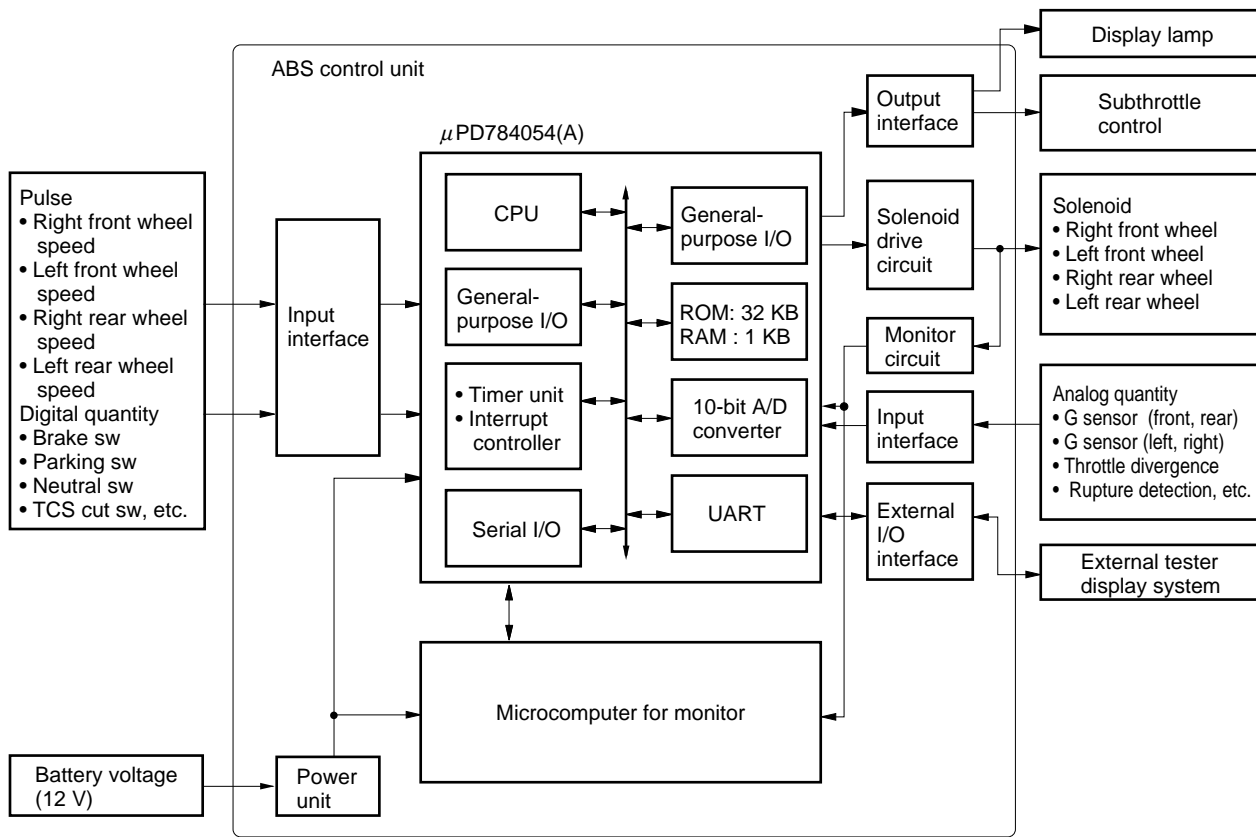 ABS control unit
µPD784054(A)
Pulse
• Right front wheel
speed
• Left front wheel
speed
• Right rear wheel
speed
• Left rear wheel
speed
Digital quantity
• Brake sw
• Parking sw
• Neutral sw
• TCS cut sw, etc.
Battery voltage
(12 V)
Input
interface
Power
unit
CPU
General-
purpose I/O
• Timer unit
• Interrupt
controller
Serial I/O
General-
purpose I/O
ROM: 32 KB
RAM : 1 KB
10-bit A/D
converter
UART
Microcomputer for monitor
Output
interface
Solenoid
drive
circuit
Monitor
circuit
Input
interface
External
I/O
interface
Display lamp
Subthrottle
control
Solenoid
• Right front wheel
• Left front wheel
• Right rear wheel
• Left rear wheel
Analog quantity
• G sensor (front, rear)
• G sensor (left, right)
• Throttle divergence
• Rupture detection, etc.
External tester
display system